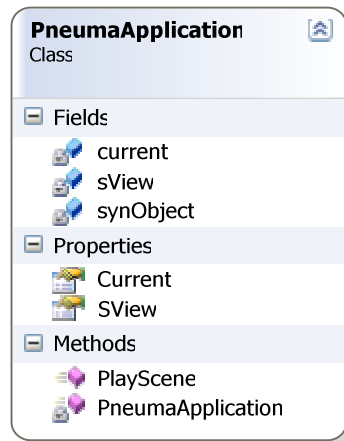 PneumaApplication
Class
Fields
current
sView
synObject
Properties
Current
SView
Methods
PlayScene
PneumaApplication